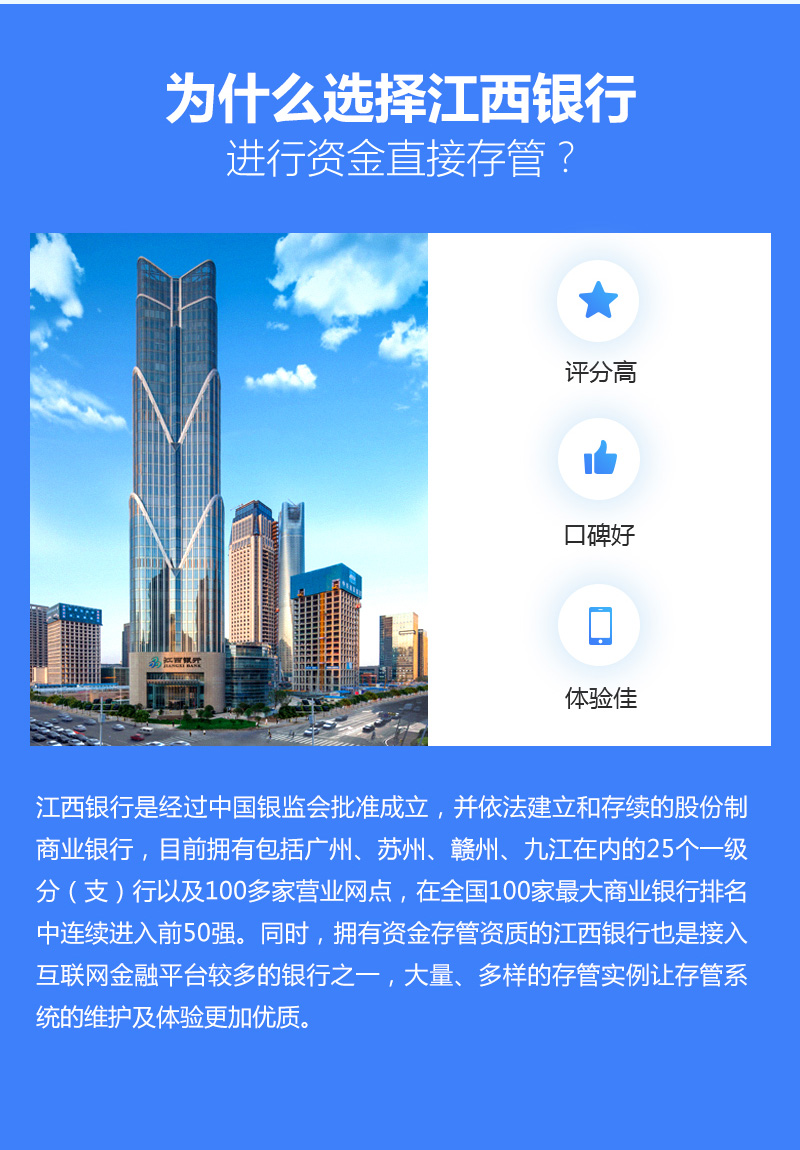 为什么选择江西银行
进行资金直接存管？
评分高
口碑好
体验佳
江西银行
JIANGXI BANK
江西银行是经过中国银监会批准成立，并依法建立和存续的股份制
商业银行，目前拥有包括广州、苏州、赣州、九江在内的25个一级
分（支）行以及100多家营业网点，在全国100家最大商业银行排名
中连续进入前50强。同时，拥有资金存管资质的江西银行也是接入
互联网金融平台较多的银行之一，大量、多样的存管实例让存管系
统的维护及体验更加优质。